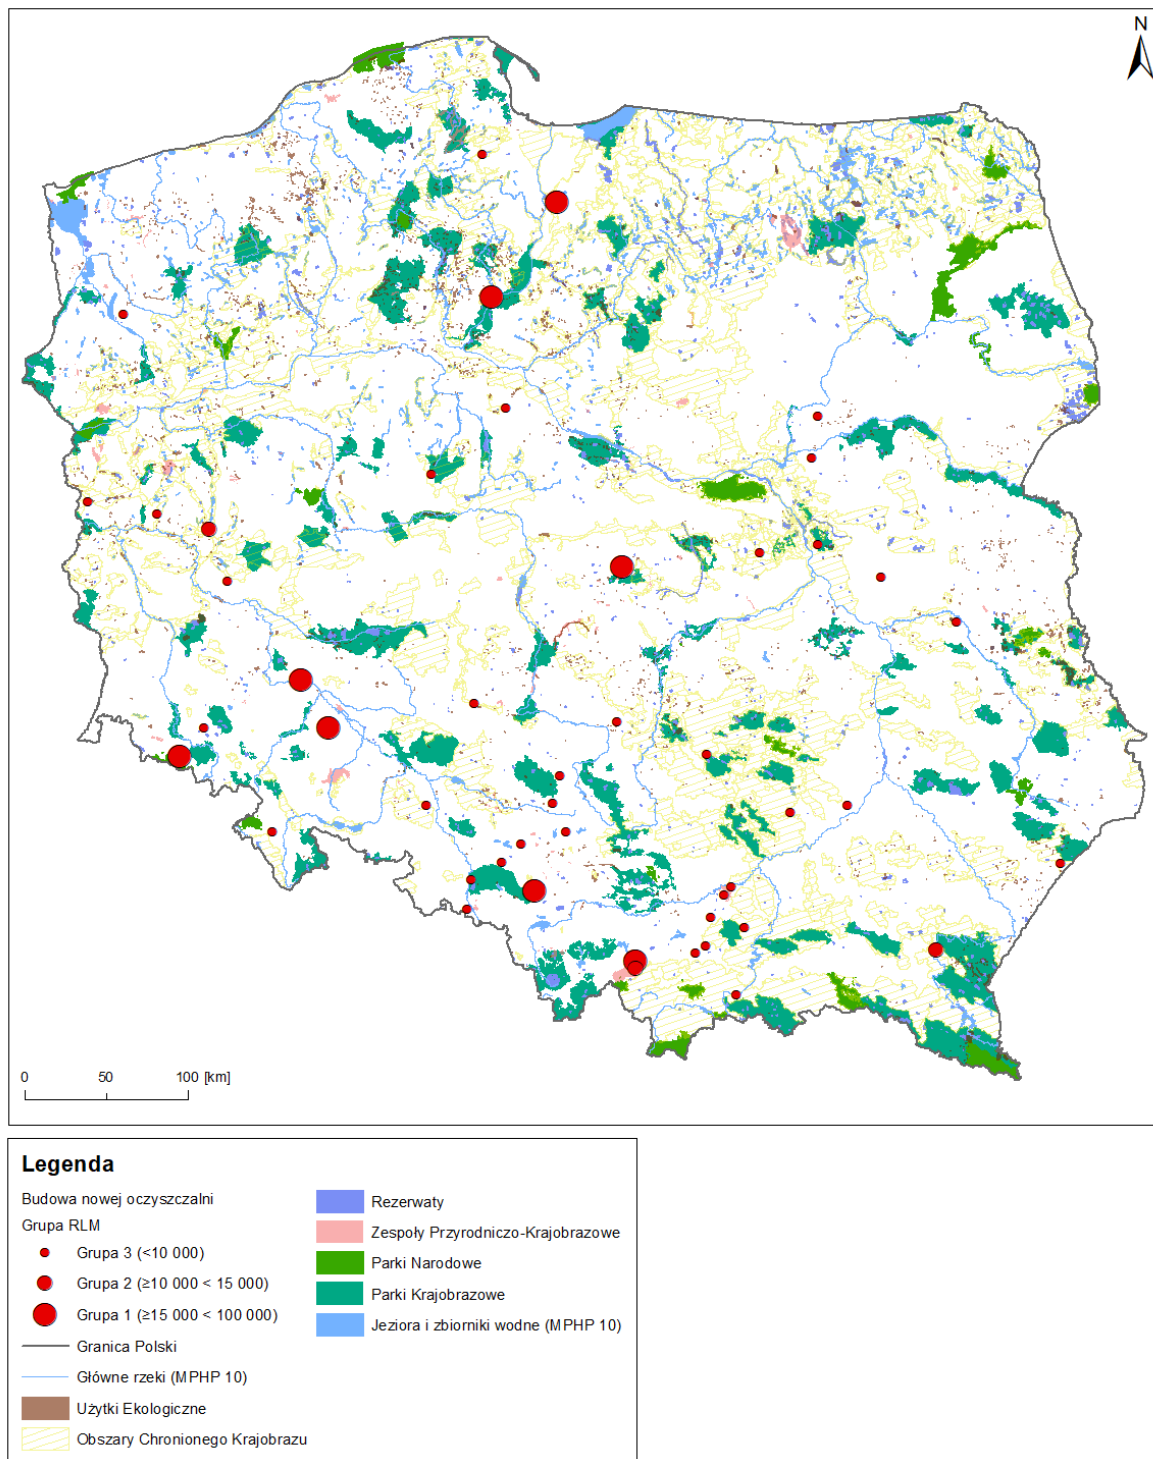 N
0 50 100 [km]
Legenda
Budowa nowej oczyszczalni
Grupa RLM
Grupa 3 (<10 000)
Grupa 2 (≥10 000 < 15 000)
Grupa 1 (≥15 000 < 100 000)
Granica Polski
Główne rzeki (MPHP 10)
Użytki Ekologiczne
Obszary Chronionego Krajobrazu
Rezerwaty
Zespoły Przyrodniczo-Krajobrazowe
Parki Narodowe
Parki Krajobrazowe
Jeziora i zbiorniki wodne (MPHP 10)